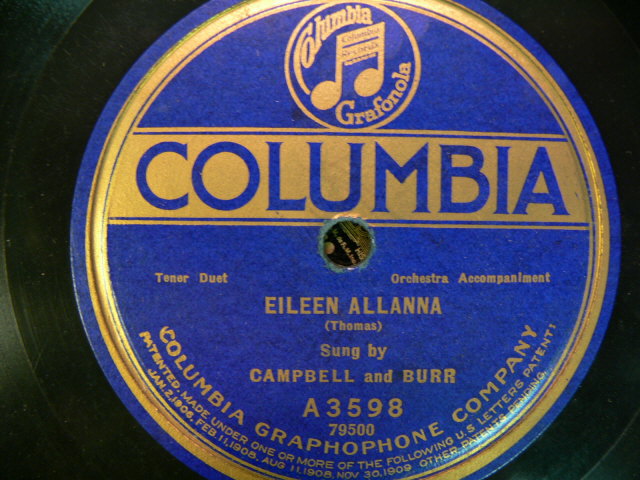 Columbia
Columbia
Records
Grafonola
COLUMBIA
Tenor Duet
Orchestra Accompaniment
EILEEN ALLANNA
(Thomas)
Sung by
CAMPBELL and BURR
A3598
79500
COLUMBIA GRAPHOPHONE COMPANY
PATENTED; MADE UNDER ONE OR MORE OF THE FOLLOWING U.S. LETTERS PATENT:
JAN. 2, 1906, FEB 11, 1908, AUG 11, 1908, NOV 30, 1909. OTHER PATENTS PENDING.